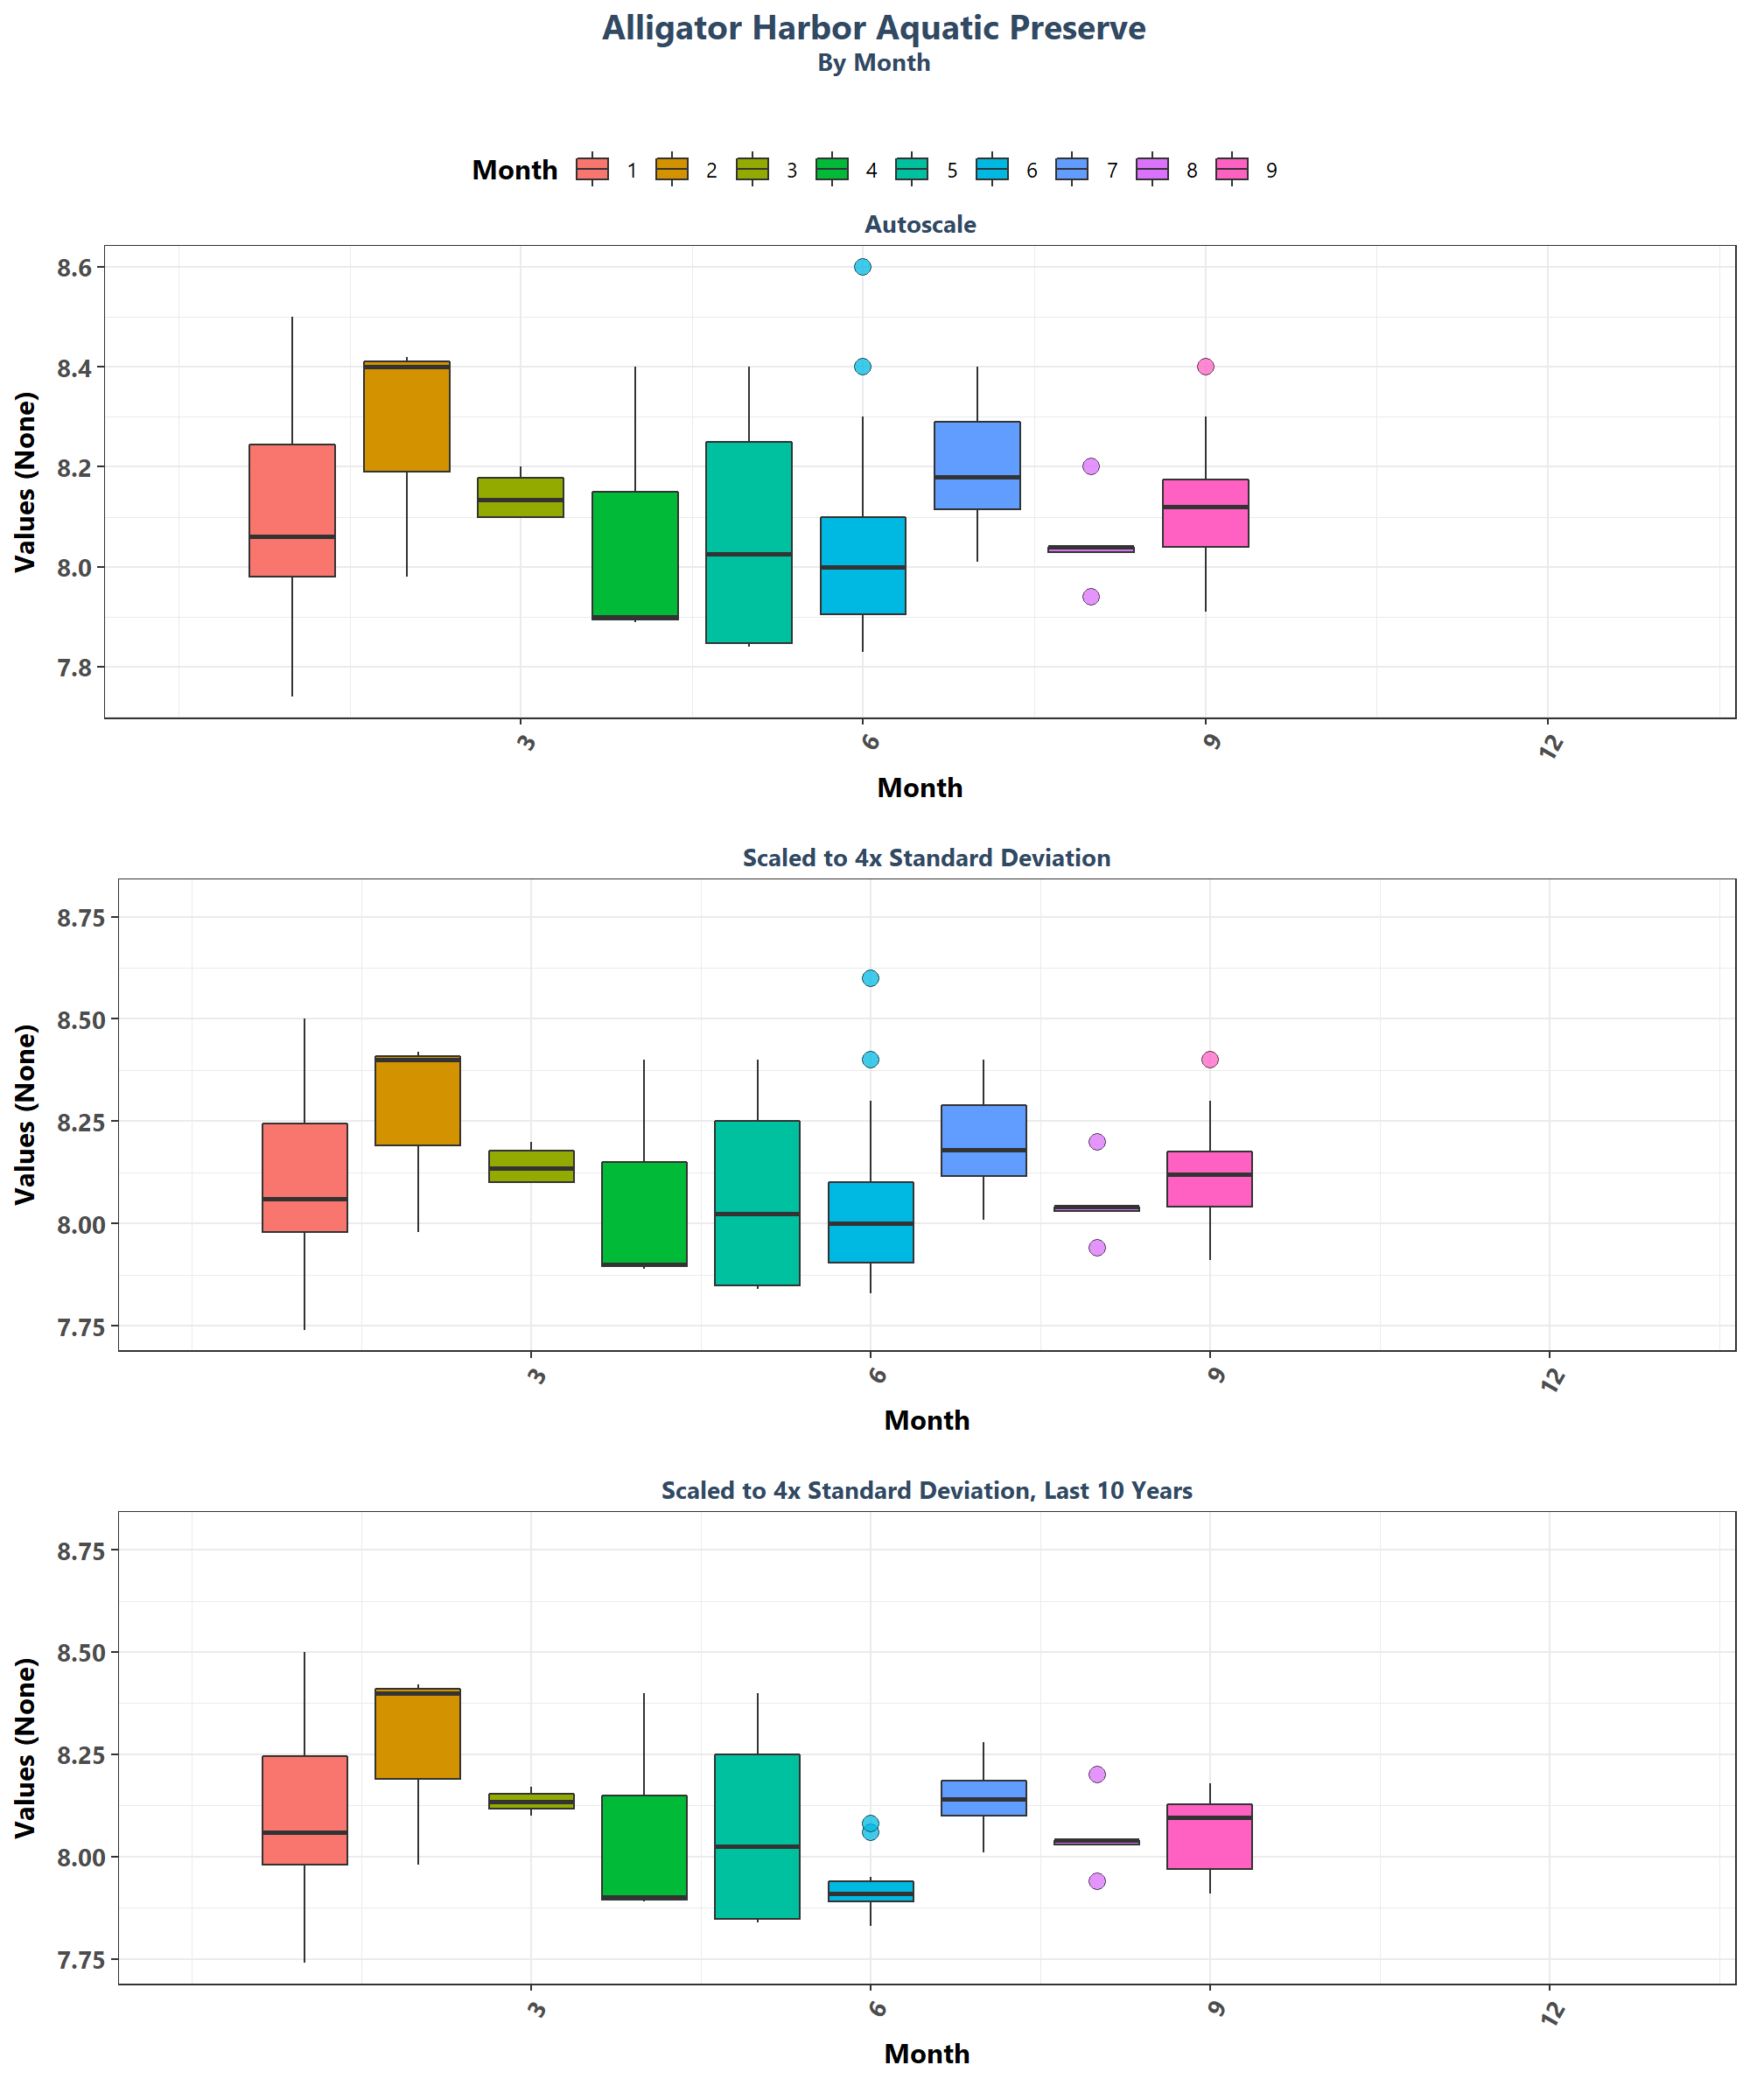 Alligator Harbor Aquatic Preserve
By Month
Month 1 2 3 4 5 6 7 8 9
Autoscale
Values (None)
8.6
8.4
8.2
8.0
7.8
3 6 9 12
Month
Scaled to 4x Standard Deviation
Values (None)
8.75
8.50
8.25
8.00
7.75
3 6 9 12
Month
Scaled to 4x Standard Deviation, Last 10 Years
Values (None)
8.75
8.50
8.25
8.00
7.75
3 6 9 12
Month